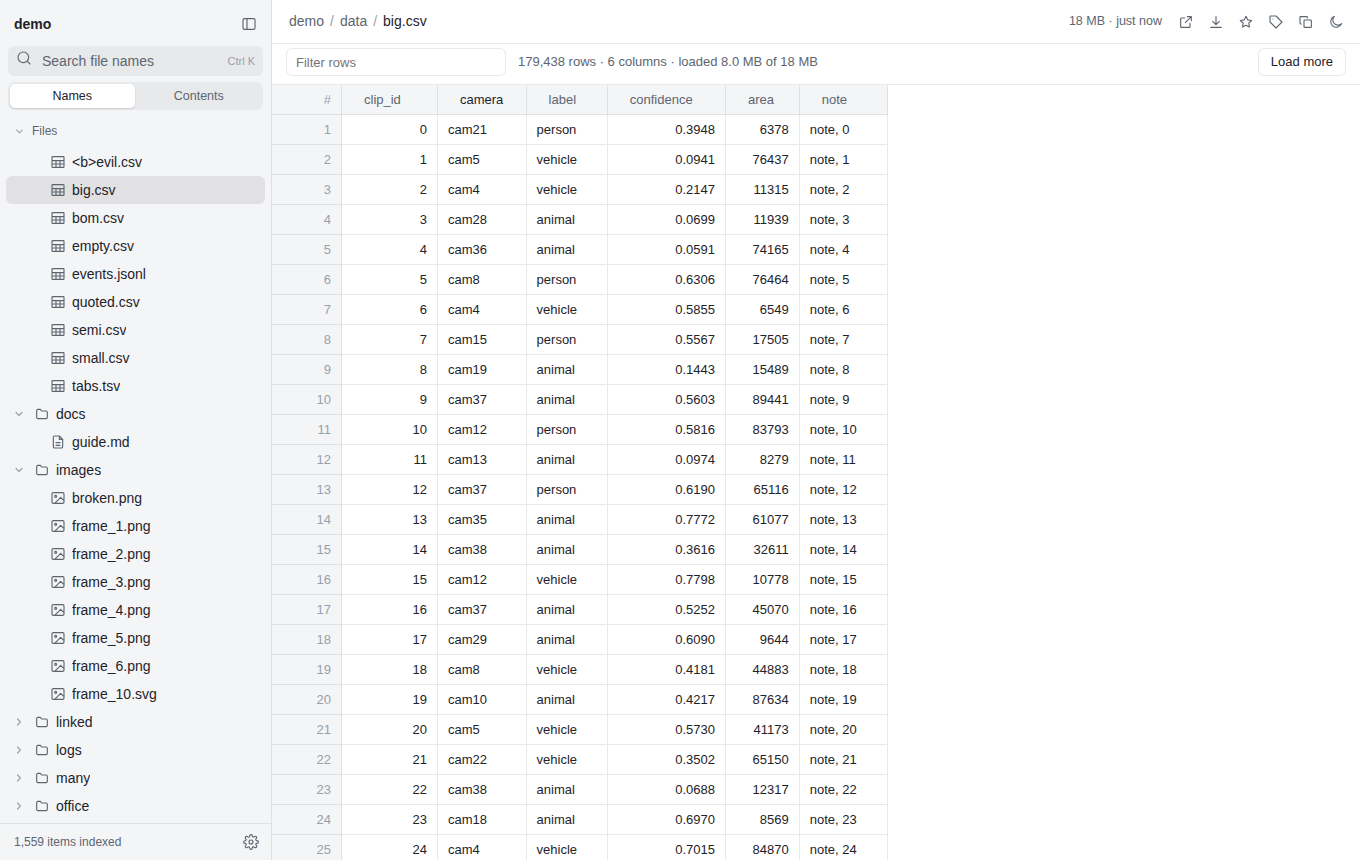 demo
Search file names Ctrl K
Names Contents
Files
<b>evil.csv
big.csv
bom.csv
empty.csv
events.jsonl
quoted.csv
semi.csv
small.csv
tabs.tsv
docs
guide.md
images
broken.png
frame_1.png
frame_2.png
frame_3.png
frame_4.png
frame_5.png
frame_6.png
frame_10.svg
linked
logs
many
office
1,559 items indexed
demo / data / big.csv
18 MB · just now
Filter rows
179,438 rows · 6 columns · loaded 8.0 MB of 18 MB
Load more
# clip_id camera label confidence area note
1 0 cam21 person 0.3948 6378 note, 0
2 1 cam5 vehicle 0.0941 76437 note, 1
3 2 cam4 vehicle 0.2147 11315 note, 2
4 3 cam28 animal 0.0699 11939 note, 3
5 4 cam36 animal 0.0591 74165 note, 4
6 5 cam8 person 0.6306 76464 note, 5
7 6 cam4 vehicle 0.5855 6549 note, 6
8 7 cam15 person 0.5567 17505 note, 7
9 8 cam19 animal 0.1443 15489 note, 8
10 9 cam37 animal 0.5603 89441 note, 9
11 10 cam12 person 0.5816 83793 note, 10
12 11 cam13 animal 0.0974 8279 note, 11
13 12 cam37 person 0.6190 65116 note, 12
14 13 cam35 animal 0.7772 61077 note, 13
15 14 cam38 animal 0.3616 32611 note, 14
16 15 cam12 vehicle 0.7798 10778 note, 15
17 16 cam37 animal 0.5252 45070 note, 16
18 17 cam29 animal 0.6090 9644 note, 17
19 18 cam8 vehicle 0.4181 44883 note, 18
20 19 cam10 animal 0.4217 87634 note, 19
21 20 cam5 vehicle 0.5730 41173 note, 20
22 21 cam22 vehicle 0.3502 65150 note, 21
23 22 cam38 animal 0.0688 12317 note, 22
24 23 cam18 animal 0.6970 8569 note, 23
25 24 cam4 vehicle 0.7015 84870 note, 24